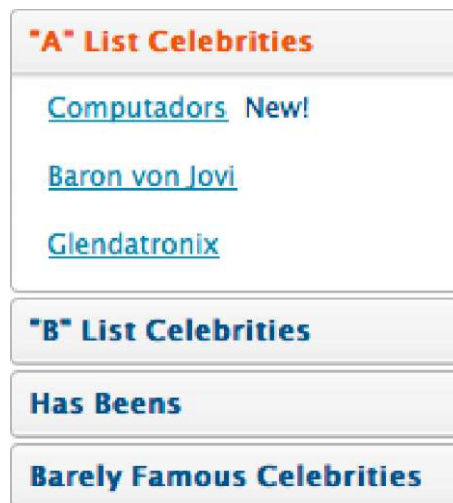 "A" List Celebrities
Computadors New!
Baron von Jovi
Glendatronix
"B" List Celebrities
Has Beens
Barely Famous Celebrities